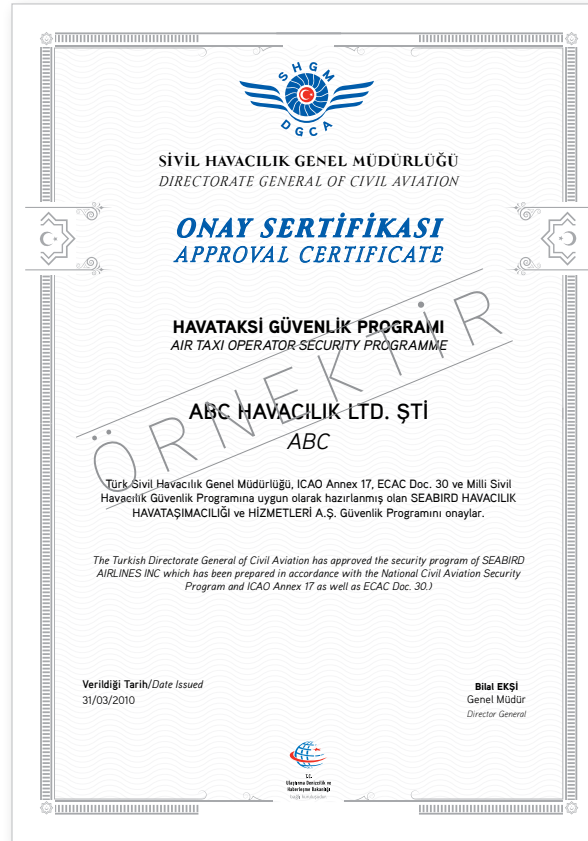 SHGM
DGCA
SİVİL HAVACILIK GENEL MÜDÜRLÜĞÜ
DIRECTORATE GENERAL OF CIVIL AVIATION
ONAY SERTİFİKASI
APPROVAL CERTIFICATE
HAVATAKSİ GÜVENLİK PROGRAMI
AIR TAXI OPERATOR SECURITY PROGRAMME
ÖRNEKTİR
ABC HAVACILIK LTD. ŞTİ
ABC
Türk Sivil Havacılık Genel Müdürlüğü, ICAO Annex 17, ECAC Doc. 30 ve Milli Sivil
Havacılık Güvenlik Programına uygun olarak hazırlanmış olan SEABIRD HAVACILIK
HAVATAŞIMACILIĞI ve HİZMETLERİ A.Ş. Güvenlik Programını onaylar.
The Turkish Directorate General of Civil Aviation has approved the security program of SEABIRD
AIRLINES INC which has been prepared in accordance with the National Civil Aviation Security
Program and ICAO Annex 17 as well as ECAC Doc. 30.)
Verildiği Tarih/Date Issued
31/03/2010
Bilal EKŞİ
Genel Müdür
Director General
T.C.
Ulaştırma Denizcilik ve
Haberleşme Bakanlığı